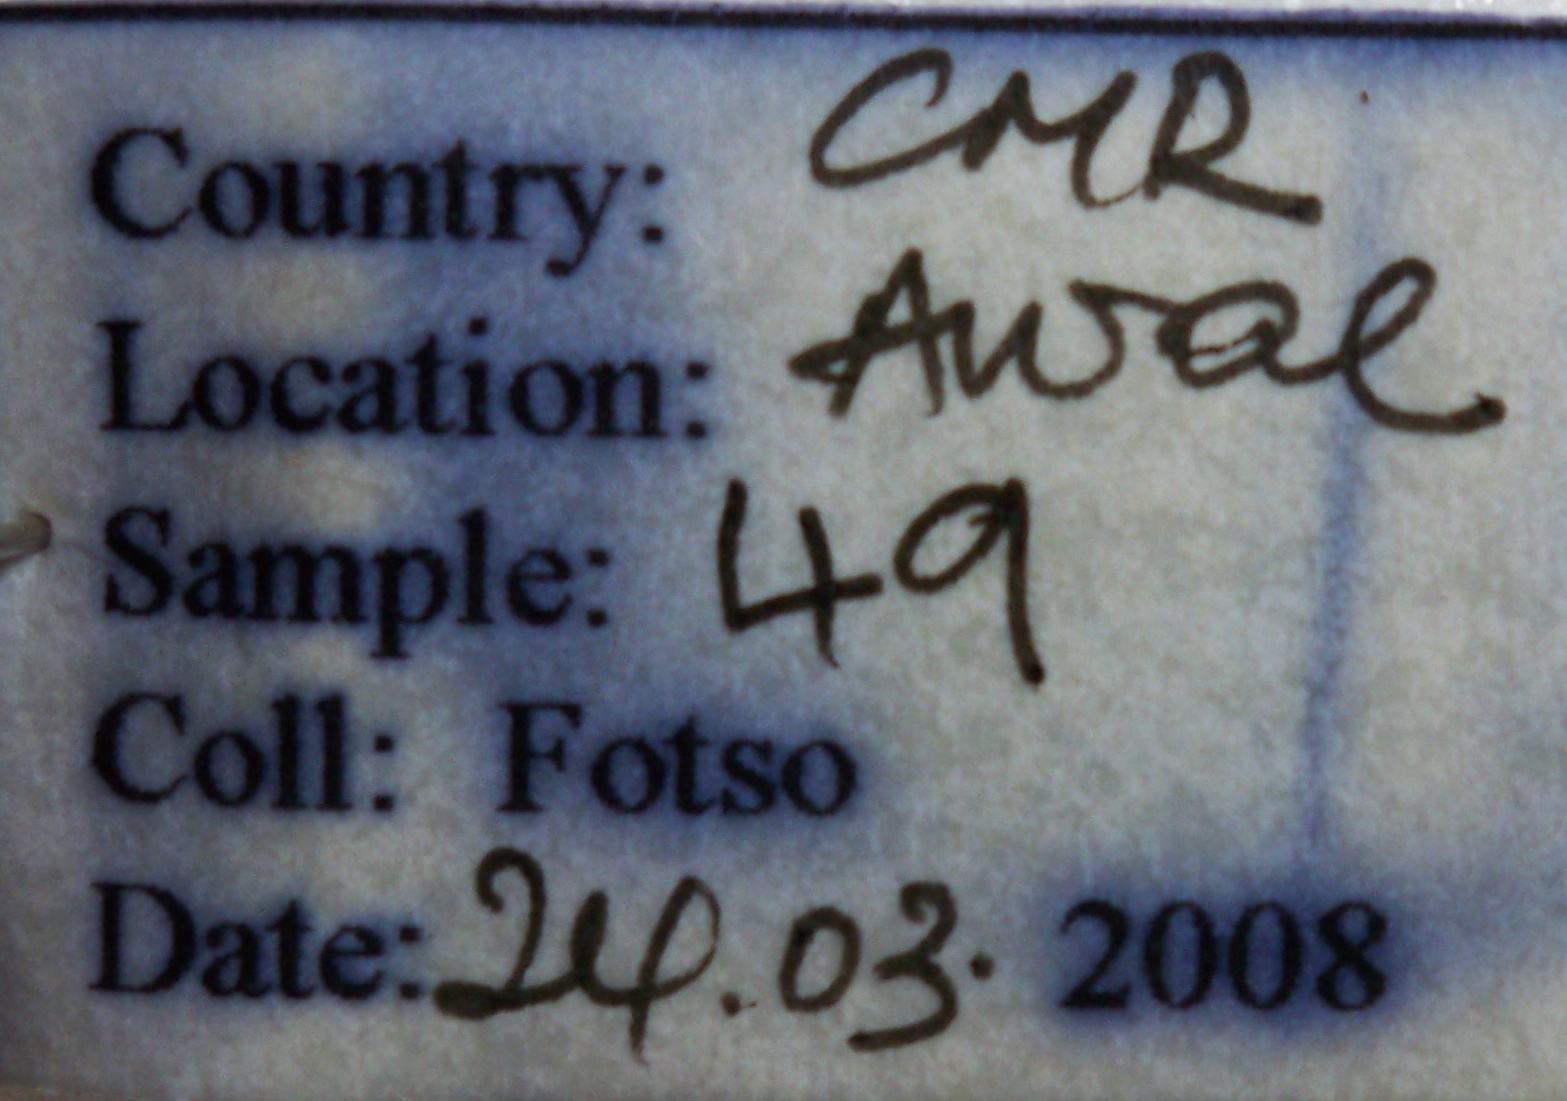 Country: CMR
Location: Awae
Sample: 49
Coll: Fotso
Date: 24.03. 2008